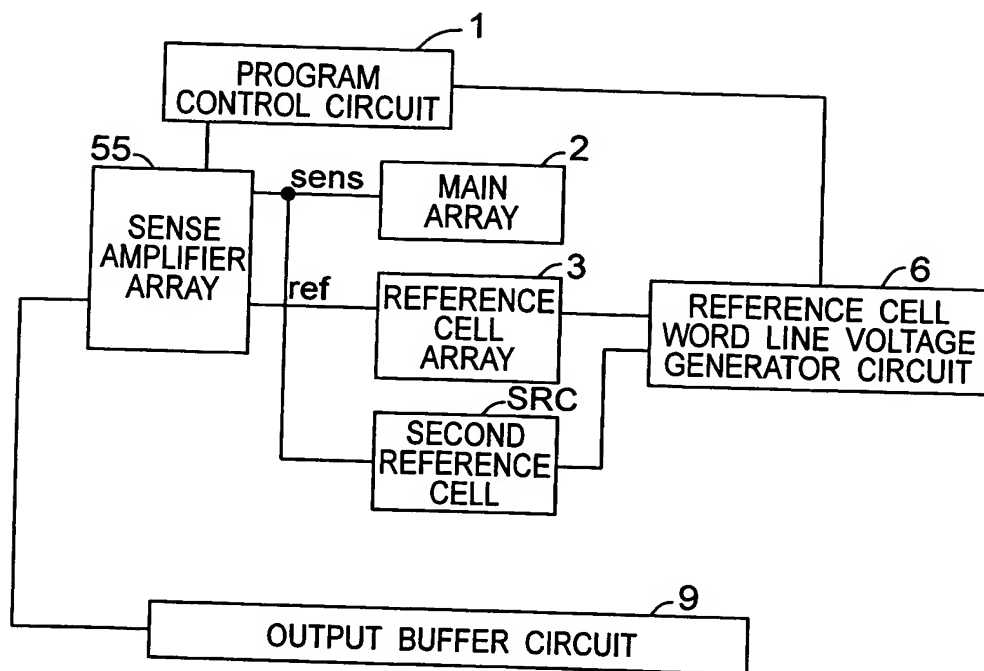 1
PROGRAM
CONTROL CIRCUIT
55
SENSE
AMPLIFIER
ARRAY
sens
2
MAIN
ARRAY
ref
3
REFERENCE
CELL
ARRAY
6
REFERENCE CELL
WORD LINE VOLTAGE
GENERATOR CIRCUIT
SRC
SECOND
REFERENCE
CELL
9
OUTPUT BUFFER CIRCUIT